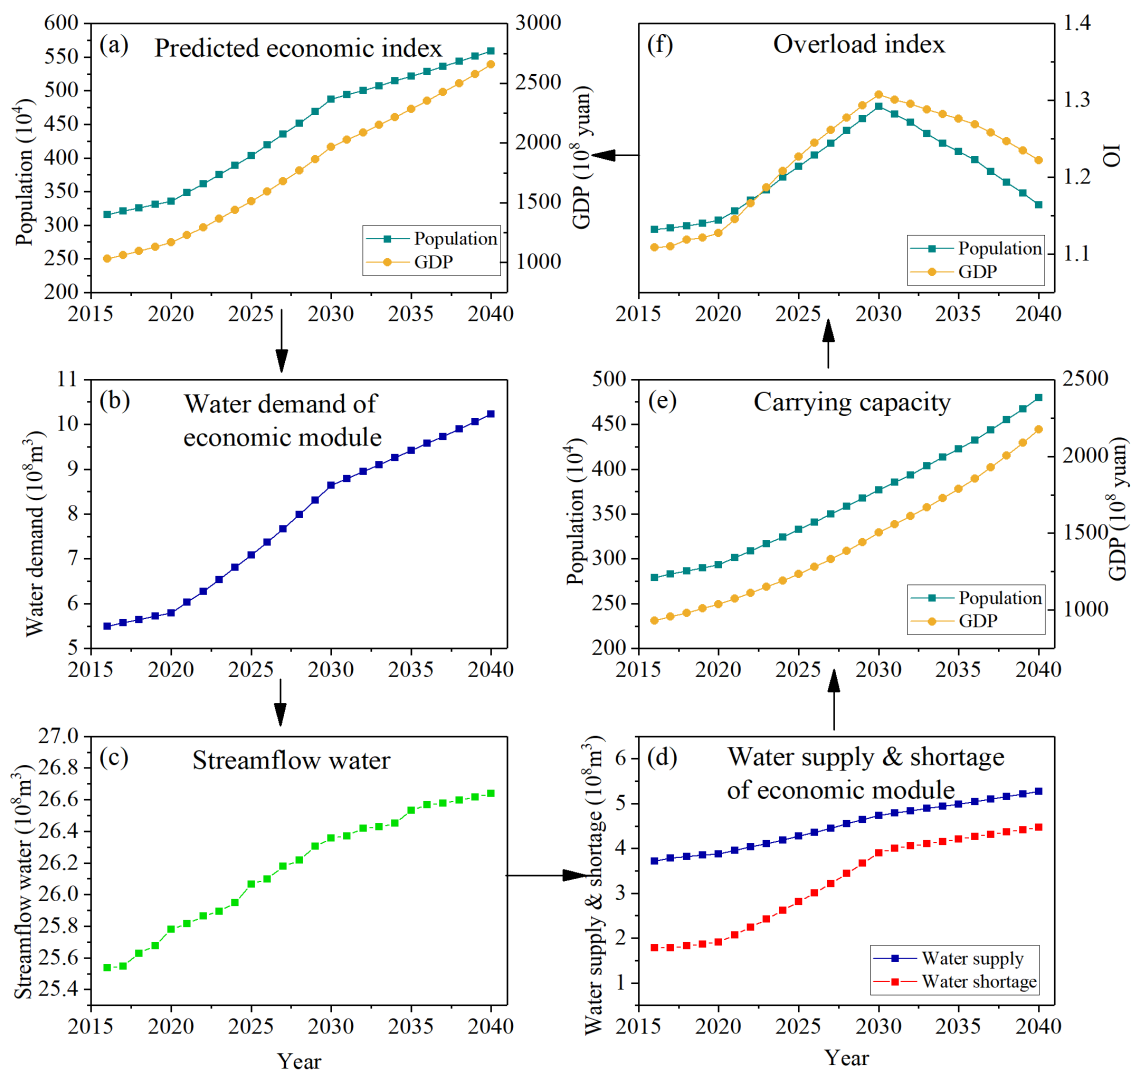 (a)
Predicted economic index
600
550
500
450
400
350
300
250
200
Population (10⁴)
3000
2500
2000
1500
1000
GDP (10⁸ yuan)
Population
GDP
2015 2020 2025 2030 2035 2040
(f)
Overload index
1.4
1.3
1.2
1.1
OI
Population
GDP
2015 2020 2025 2030 2035 2040
(b)
Water demand of
economic module
11
10
9
8
7
6
5
Water demand (10⁸m³)
2015 2020 2025 2030 2035 2040
(e)
Carrying capacity
500
450
400
350
300
250
200
Population (10⁴)
2500
2000
1500
1000
GDP (10⁸ yuan)
Population
GDP
2015 2020 2025 2030 2035 2040
(c)
Streamflow water
27.0
26.8
26.6
26.4
26.2
26.0
25.8
25.6
25.4
Streamflow water (10⁸m³)
2015 2020 2025 2030 2035 2040
Year
(d)
Water supply & shortage
of economic module
6
5
4
3
2
1
Water supply & shortage (10⁸m³)
Water supply
Water shortage
2015 2020 2025 2030 2035 2040
Year